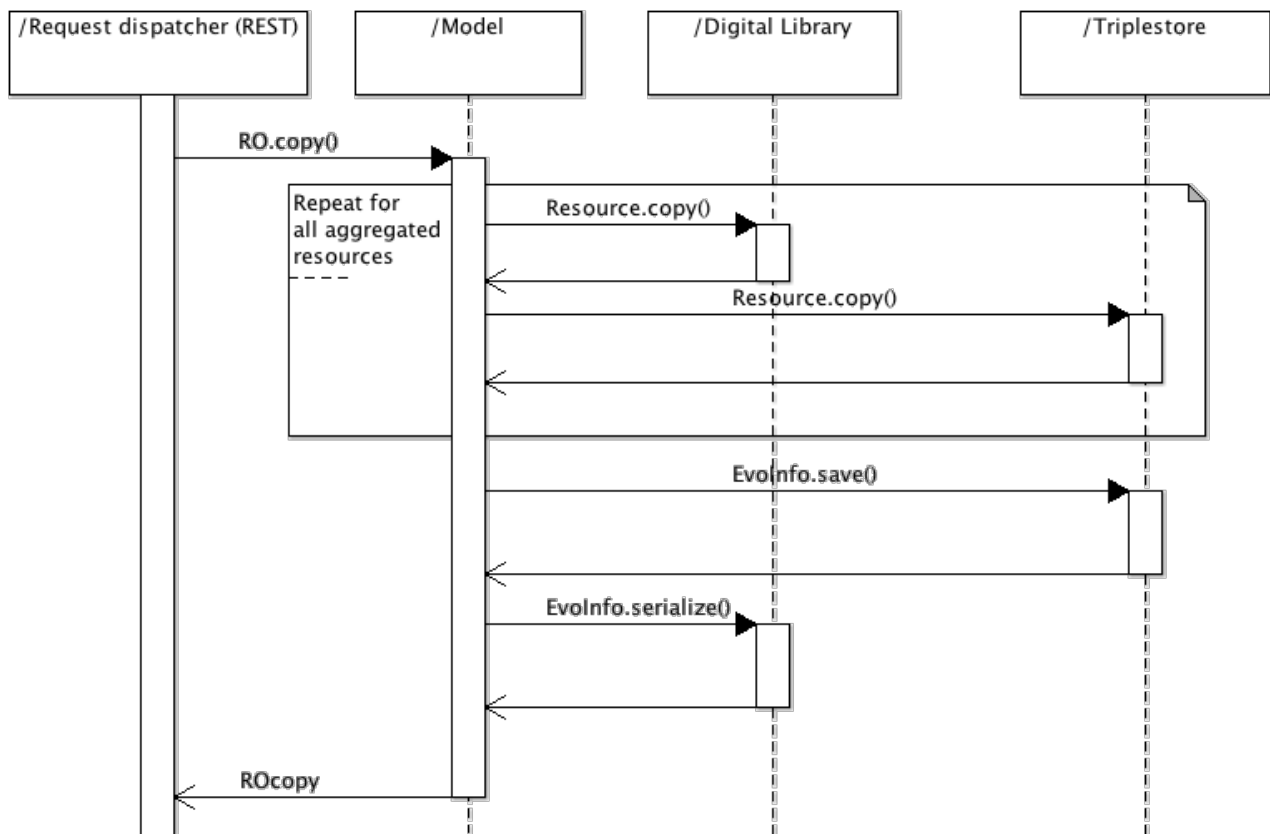 /Request dispatcher (REST)
/Model
/Digital Library
/Triplestore
RO.copy()
Repeat for
all aggregated
resources
Resource.copy()
Resource.copy()
EvoInfo.save()
EvoInfo.serialize()
ROcopy